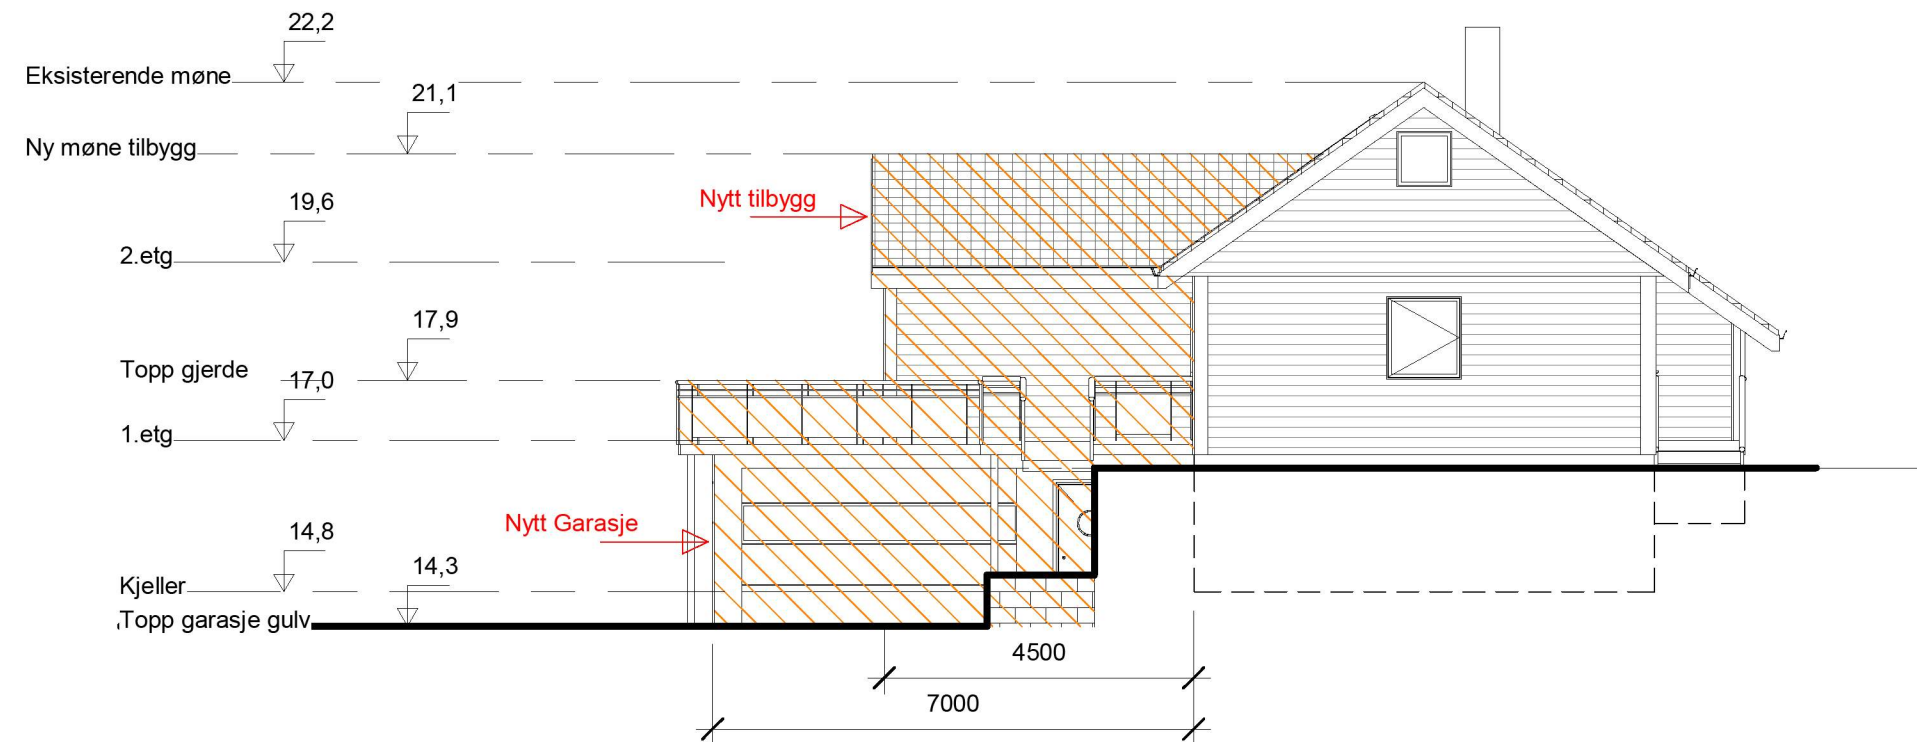 22,2
Eksisterende møne
21,1
Ny møne tilbygg
Nytt tilbygg
19,6
2.etg
17,9
Topp gjerde
17,0
1.etg
Nytt Garasje
14,8
14,3
Kjeller
Topp garasje gulv
4500
7000